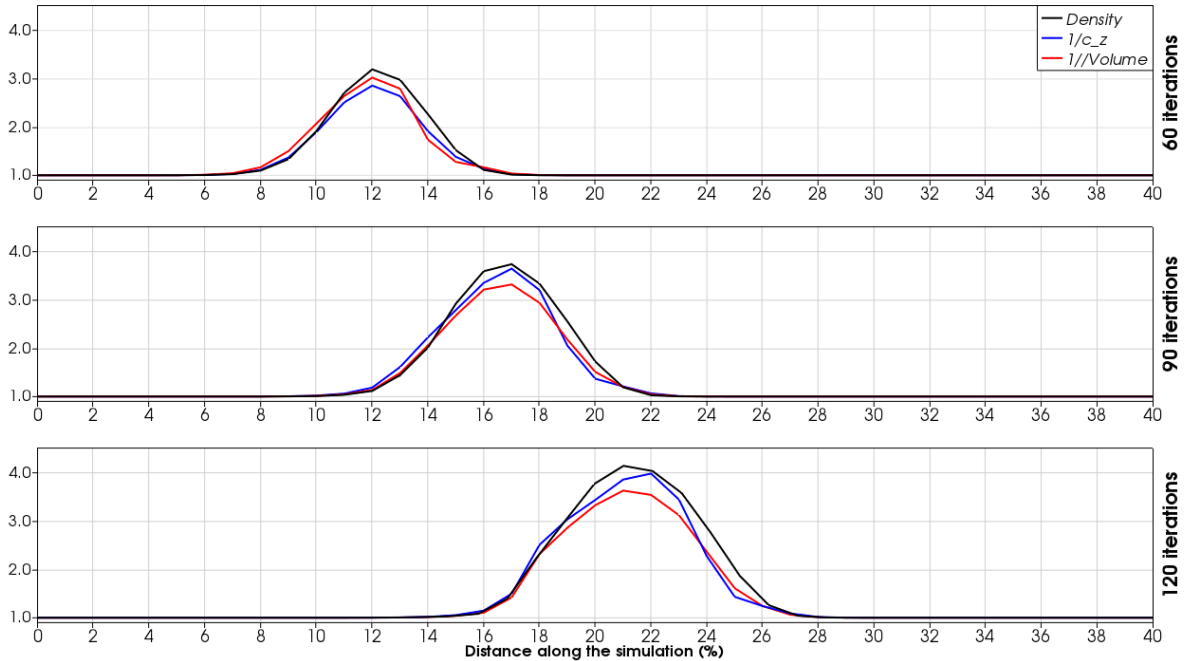 4.0
3.0
2.0
1.0
0 2 4 6 8 10 12 14 16 18 20 22 24 26 28 30 32 34 36 38 40
Density
1/c_z
1//Volume
60 iterations
4.0
3.0
2.0
1.0
0 2 4 6 8 10 12 14 16 18 20 22 24 26 28 30 32 34 36 38 40
90 iterations
4.0
3.0
2.0
1.0
0 2 4 6 8 10 12 14 16 18 20 22 24 26 28 30 32 34 36 38 40
120 iterations
Distance along the simulation (%)